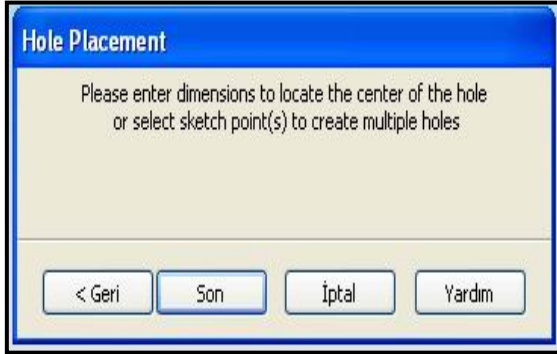 Hole Placement
Please enter dimensions to locate the center of the hole
or select sketch point(s) to create multiple holes
< Geri Son İptal Yardım